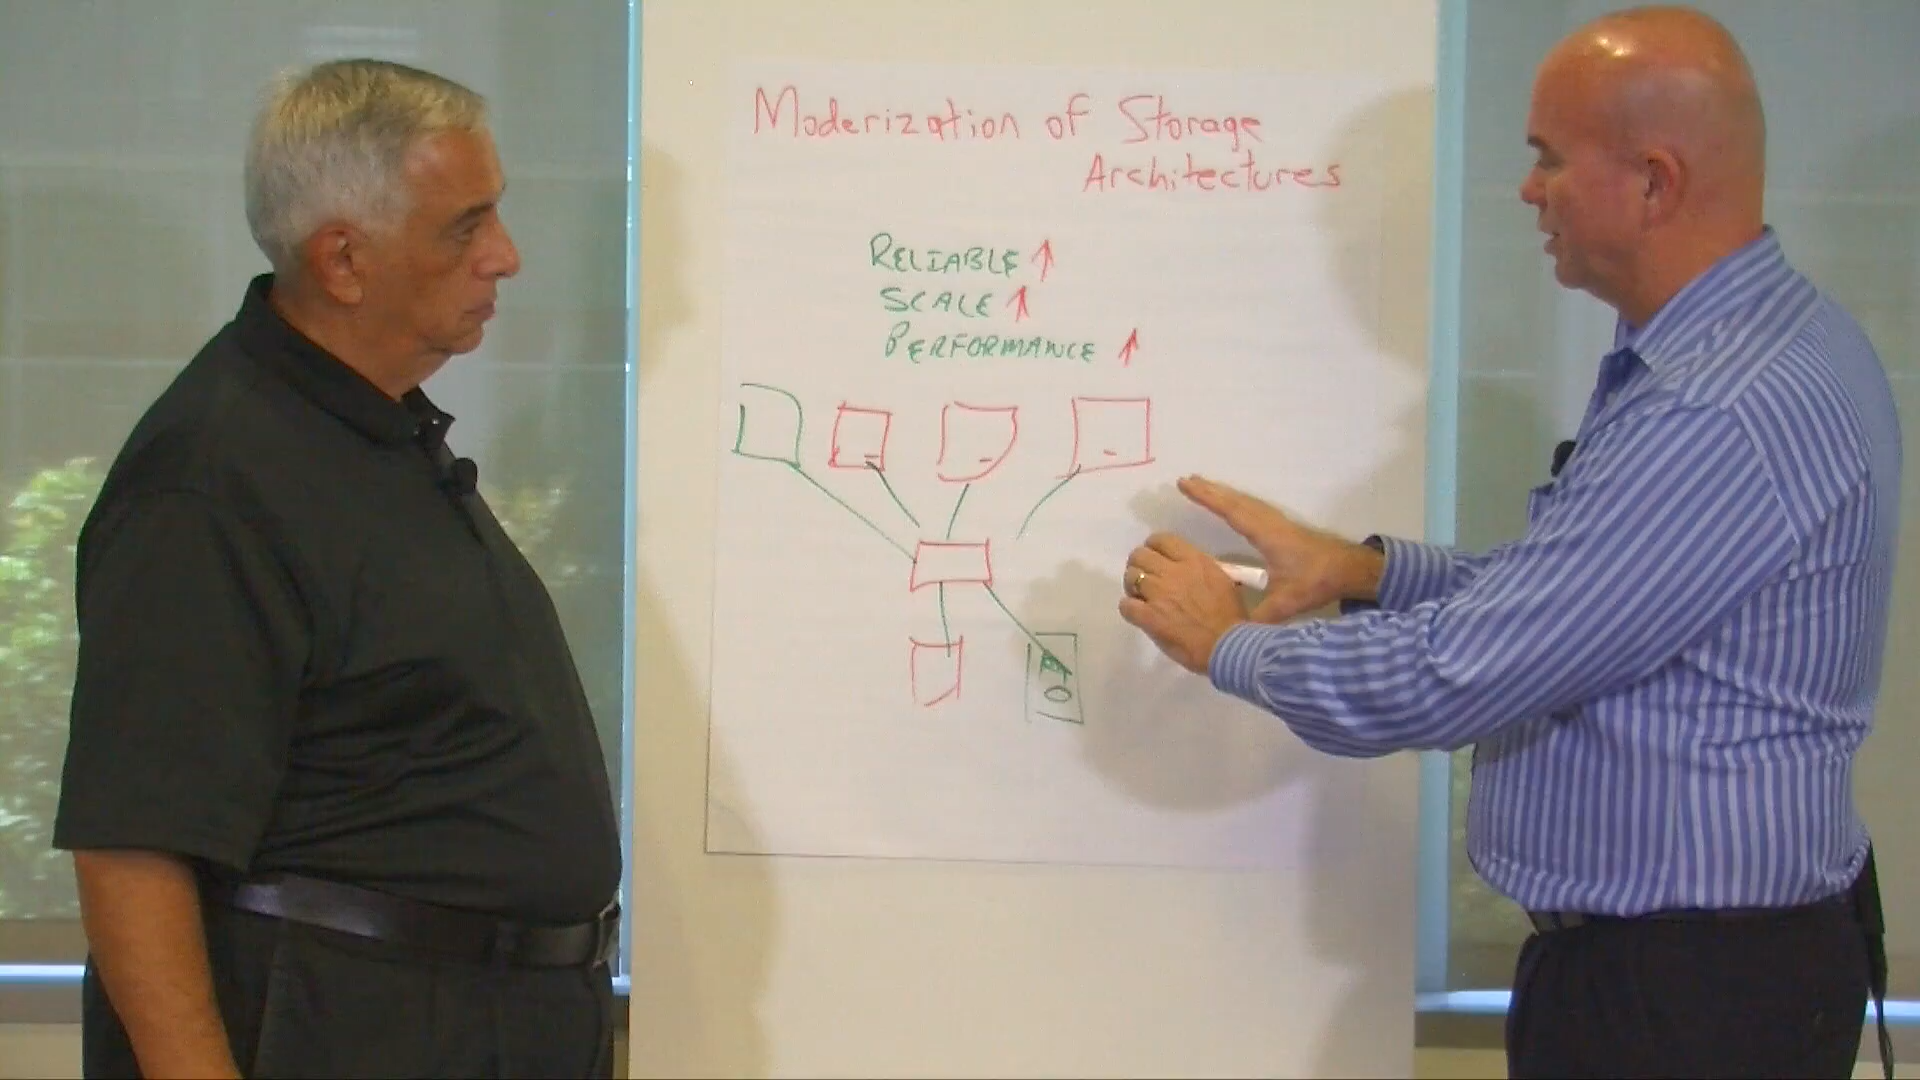 Moderization of Storage
Architectures
RELIABLE ↑
SCALE ↑
PERFORMANCE ↑